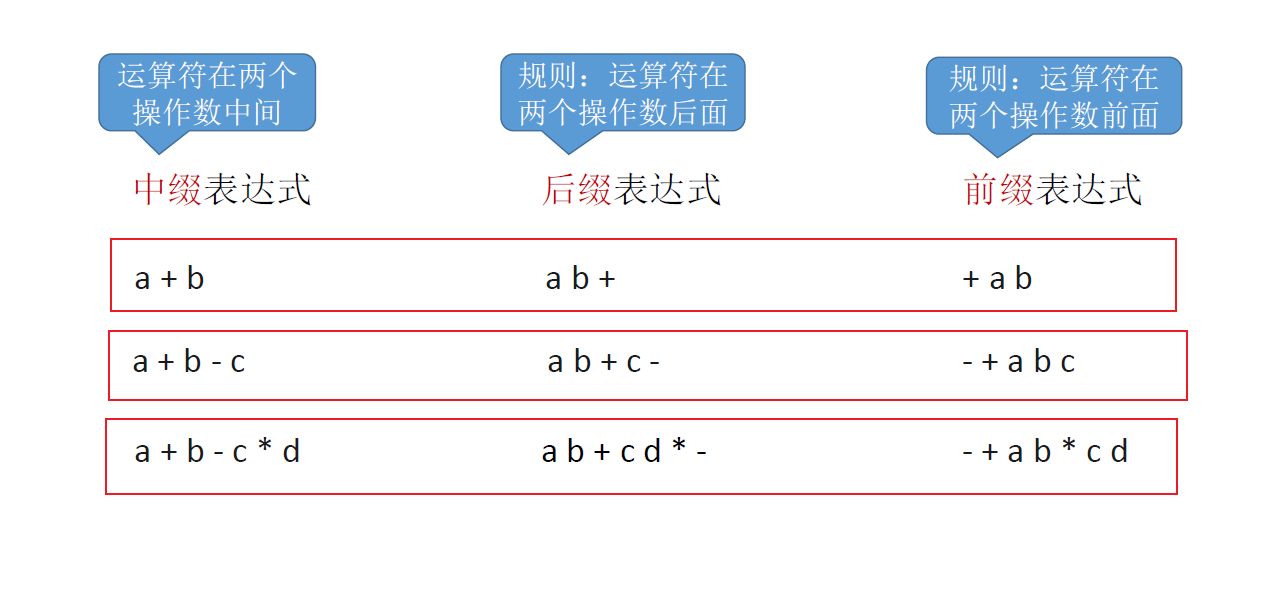 运算符在两个
操作数中间
规则：运算符在
两个操作数后面
规则：运算符在
两个操作数前面
中缀表达式
后缀表达式
前缀表达式
a + b
a b +
+ a b
a + b - c
a b + c -
- + a b c
a + b - c * d
a b + c d * -
- + a b * c d